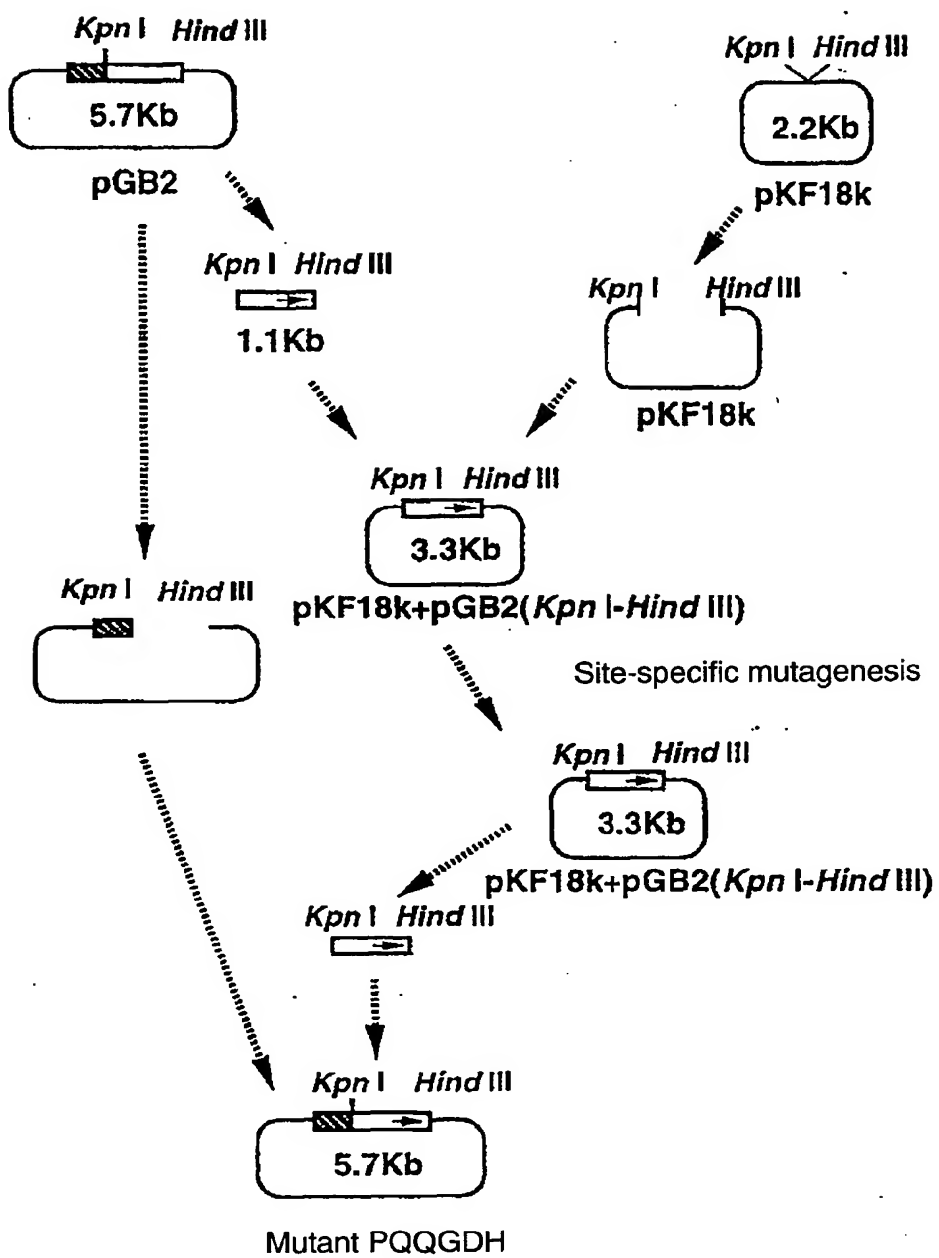 Kpn I Hind III
5.7Kb
pGB2
Kpn I Hind III
2.2Kb
pKF18k
Kpn I Hind III
1.1Kb
Kpn I Hind III
pKF18k
Kpn I Hind III
3.3Kb
pKF18k+pGB2(Kpn I-Hind III)
Kpn I Hind III
Site-specific mutagenesis
Kpn I Hind III
3.3Kb
pKF18k+pGB2(Kpn I-Hind III)
Kpn I Hind III
Kpn I Hind III
5.7Kb
Mutant PQQGDH